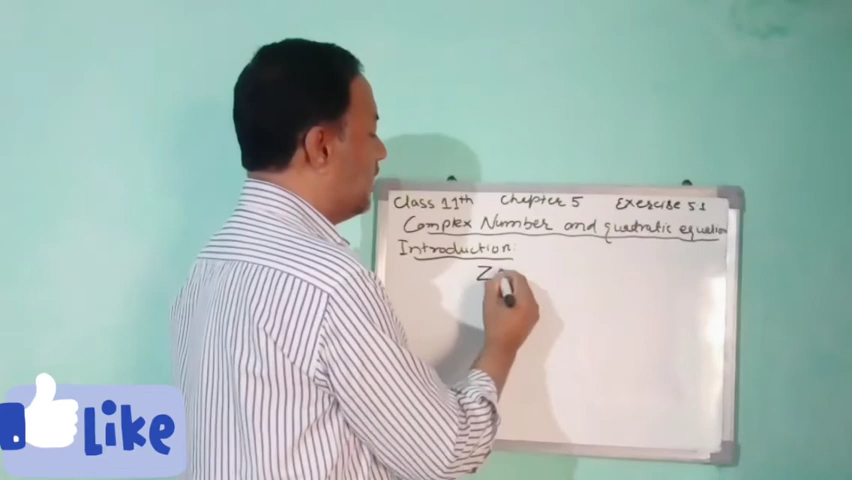 Class 11th Chapter 5 Exercise 5.1
Complex Number and quadratic equation
Introduction:
Z
like